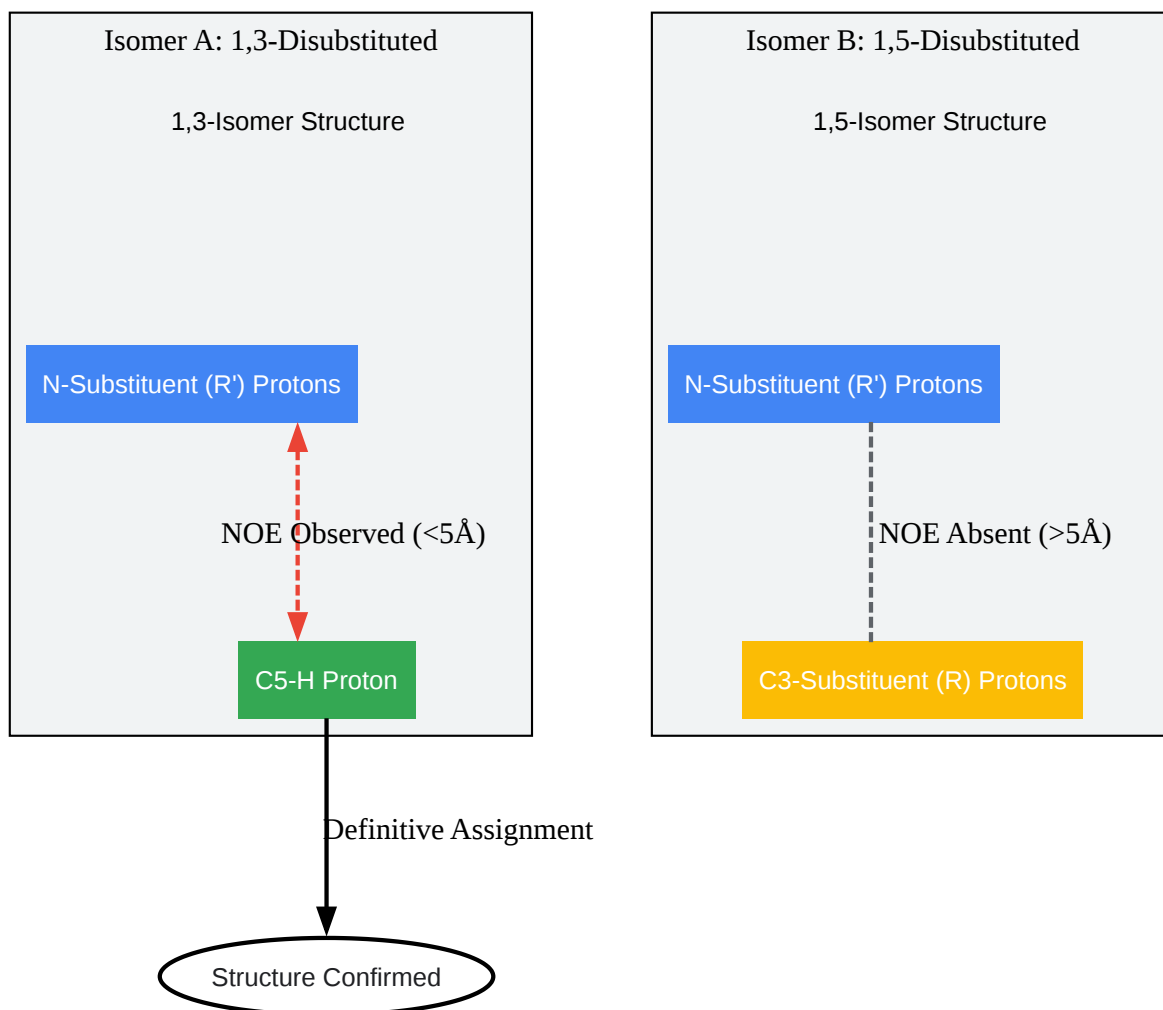 Isomer A: 1,3-Disubstituted
1,3-Isomer Structure
N-Substituent (R') Protons
NOE Observed (<5Å)
C5-H Proton
Definitive Assignment
Structure Confirmed
Isomer B: 1,5-Disubstituted
1,5-Isomer Structure
N-Substituent (R') Protons
NOE Absent (>5Å)
C3-Substituent (R) Protons